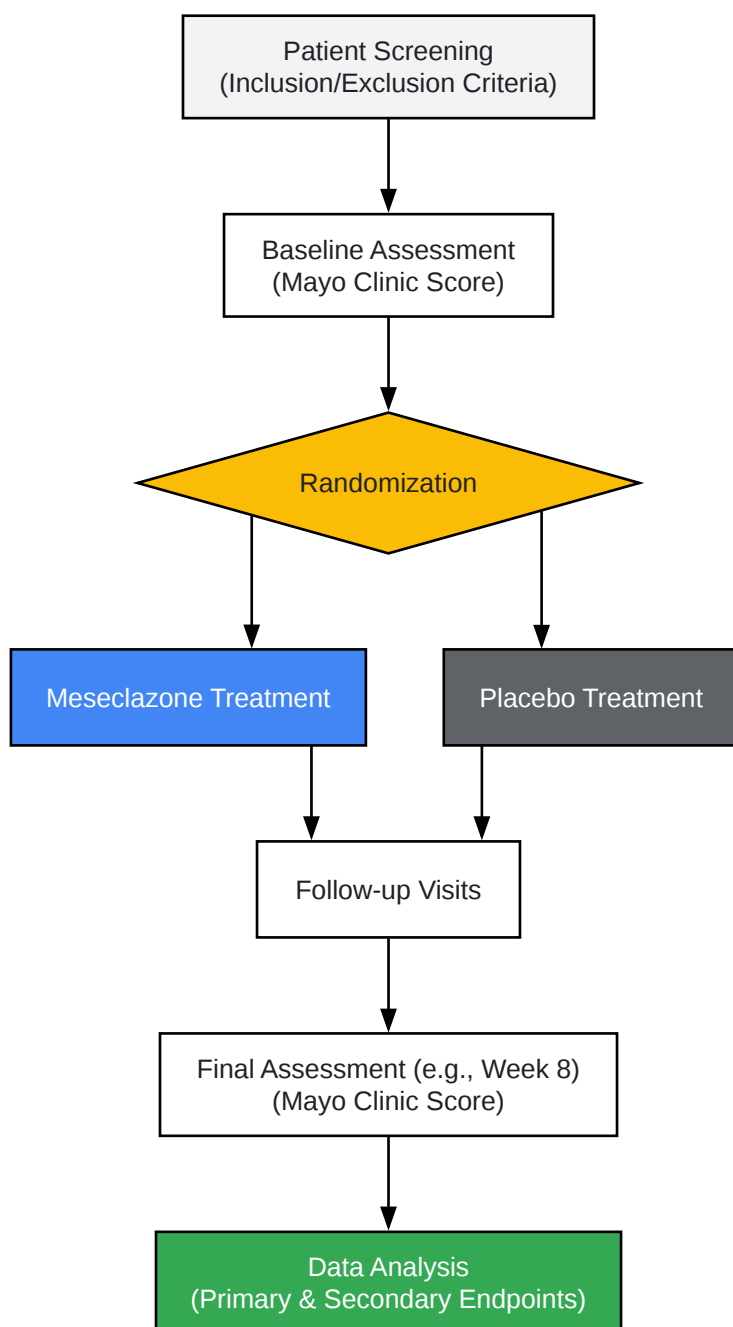 Patient Screening
(Inclusion/Exclusion Criteria)
Baseline Assessment
(Mayo Clinic Score)
Randomization
Meseclazone Treatment
Placebo Treatment
Follow-up Visits
Final Assessment (e.g., Week 8)
(Mayo Clinic Score)
Data Analysis
(Primary & Secondary Endpoints)